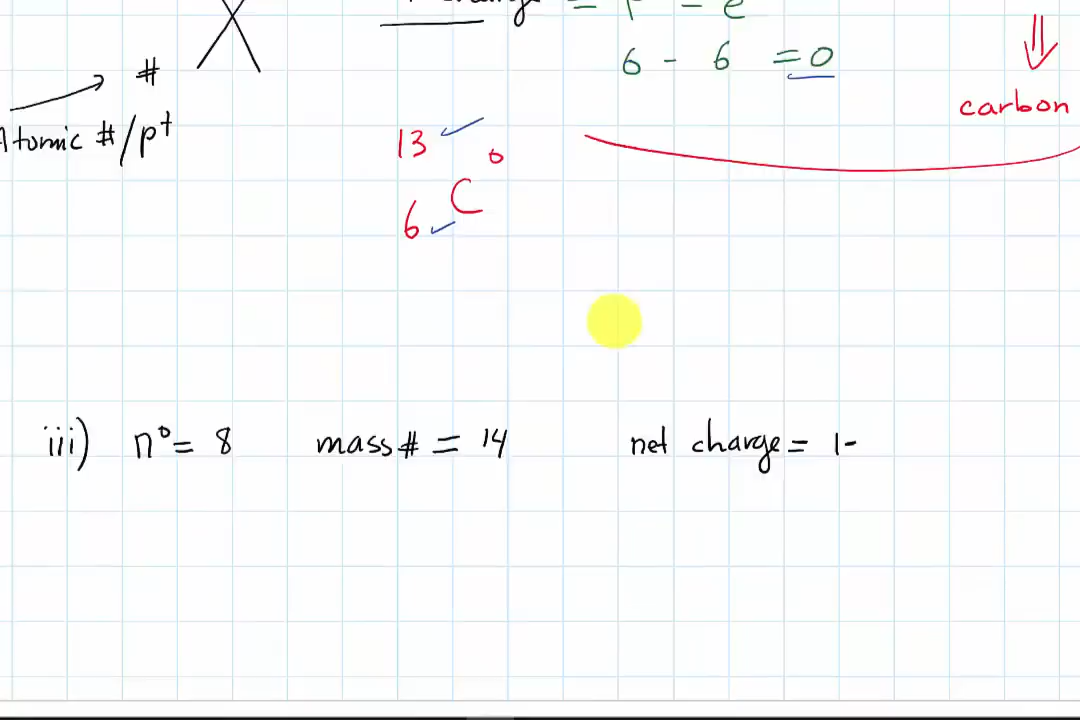 = P - e
6 - 6 = 0
#
carbon
Atomic #/p+
13
0
C
6
iii) n° = 8 mass # = 14 net charge = 1-